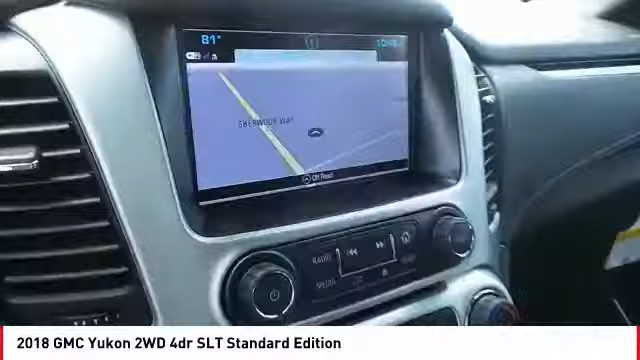 81°
SHERWOOD WAY
Off Road
RADIO
MEDIA
2018 GMC Yukon 2WD 4dr SLT Standard Edition